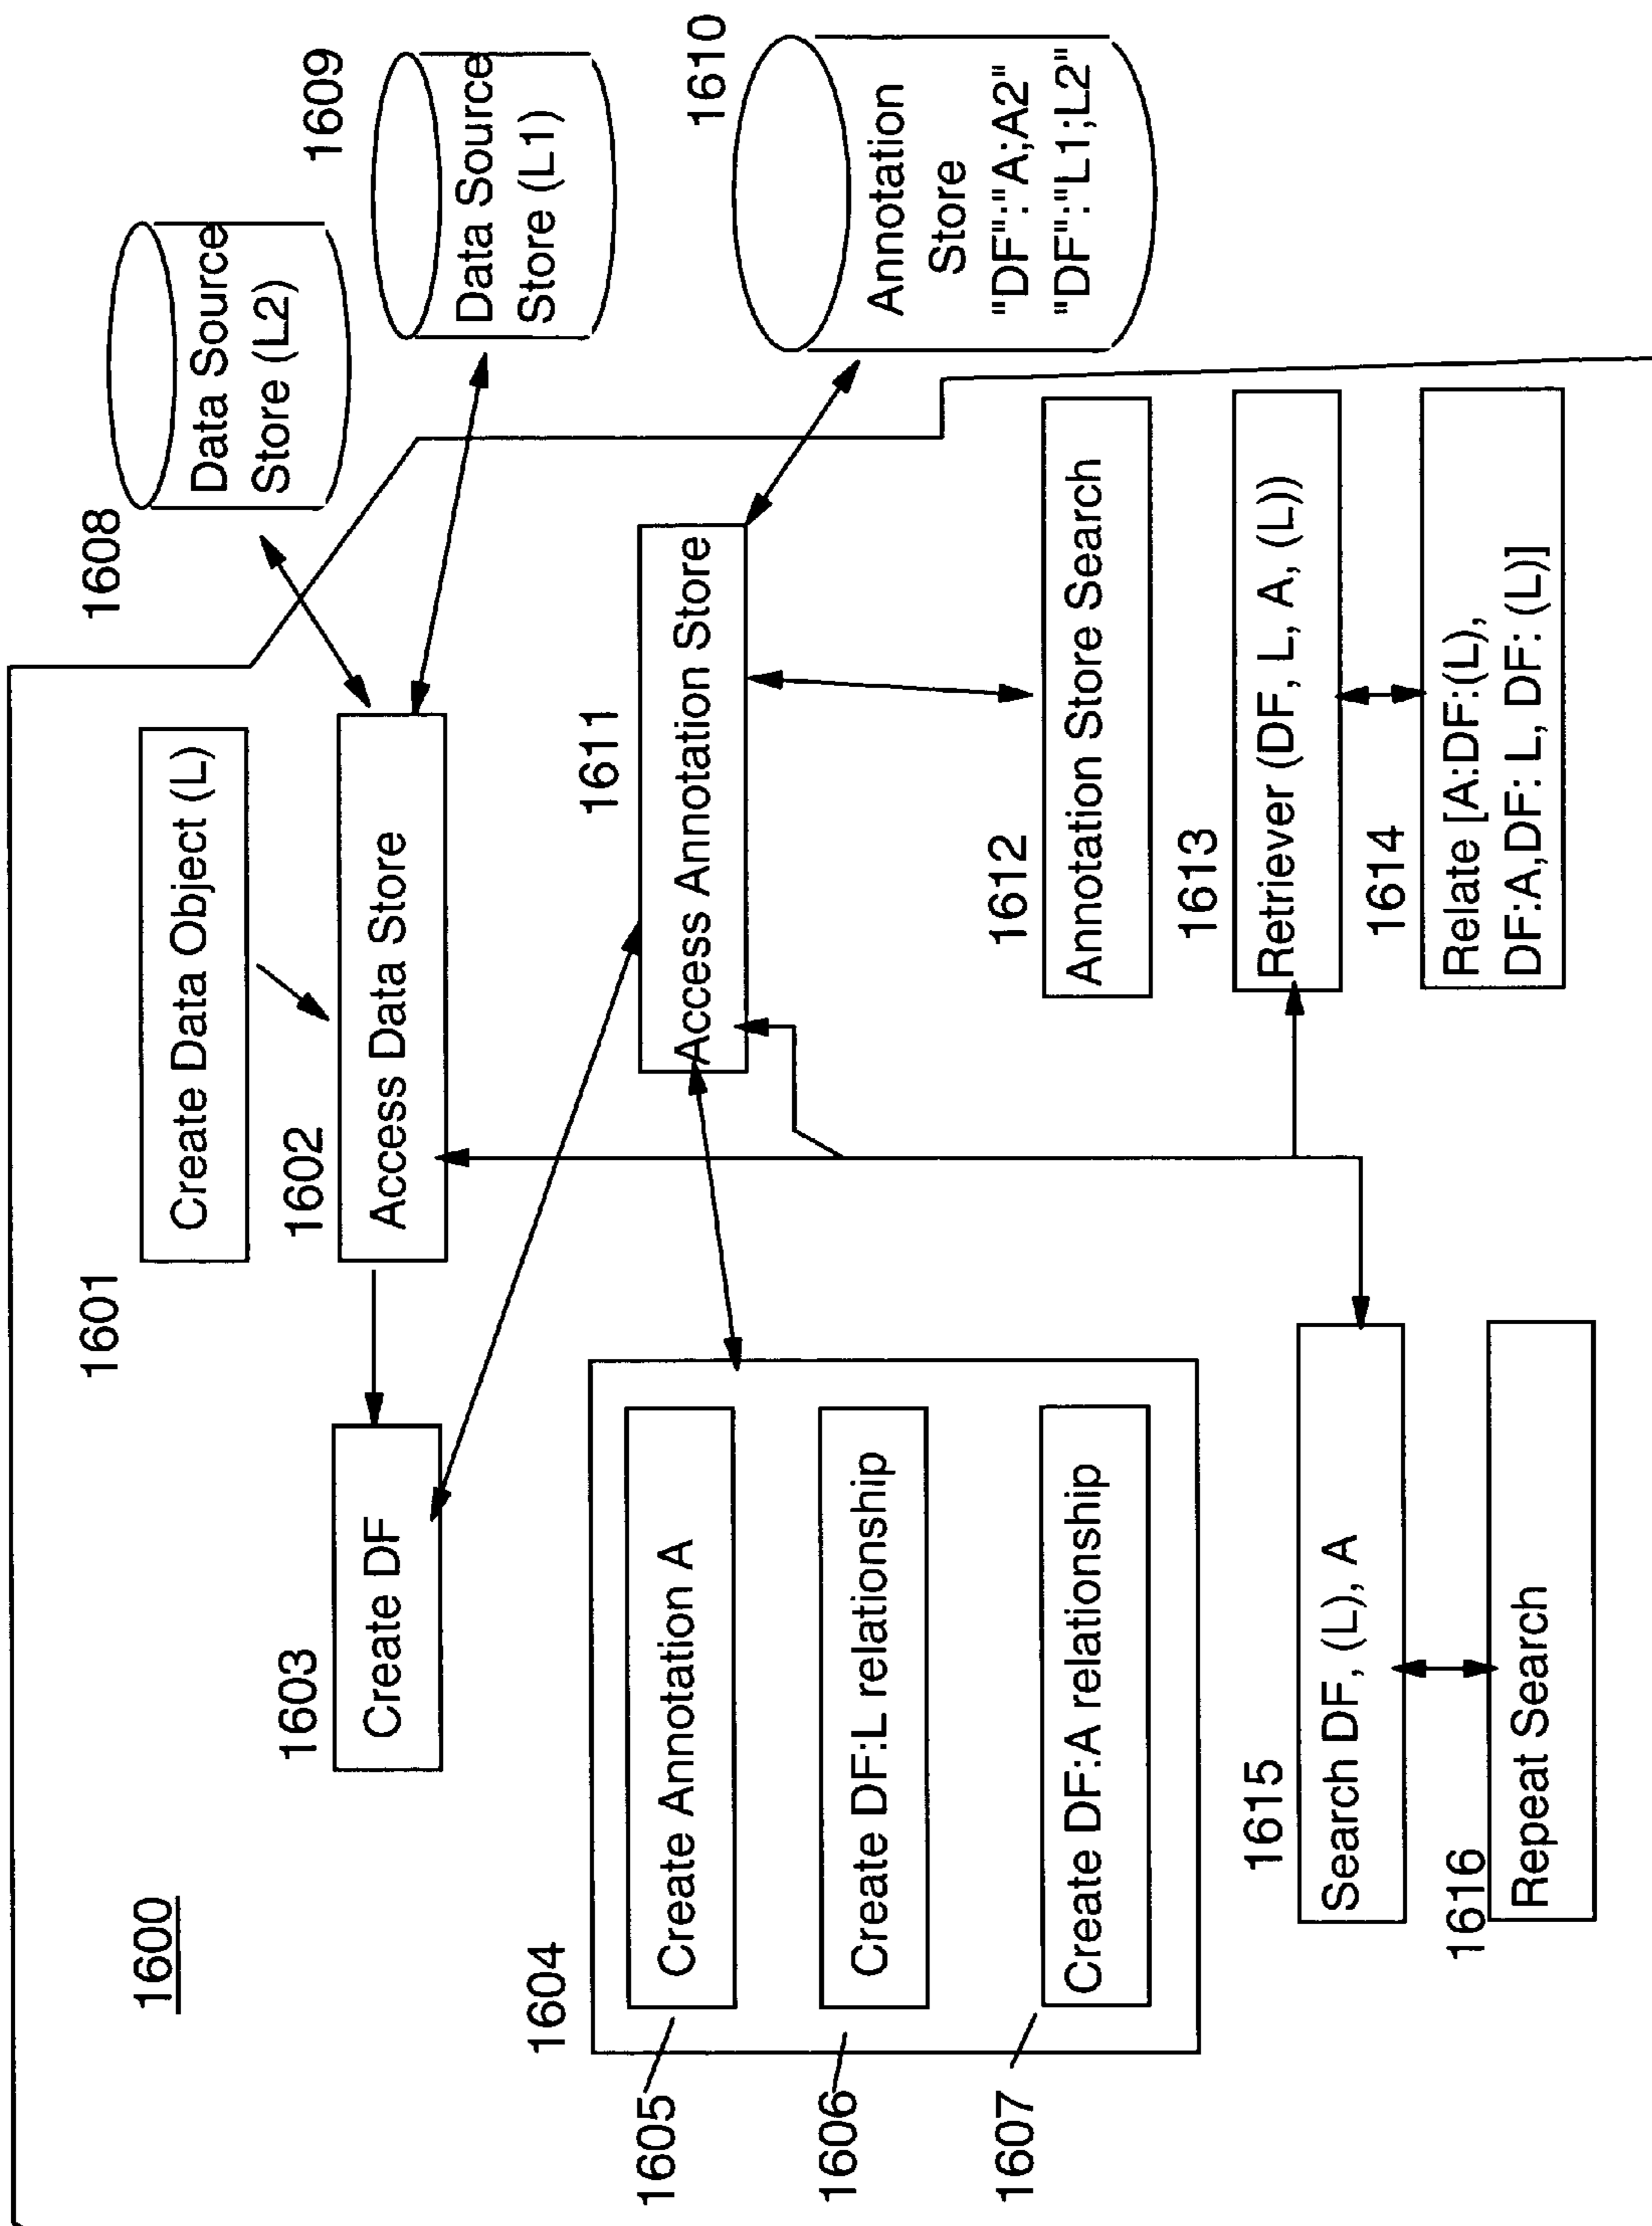 1600
1601
Create Data Object (L)
1602
Access Data Store
1603
Create DF
1604
1605
Create Annotation A
1606
Create DF:L relationship
1607
Create DF:A relationship
1608
Data Source
Store (L2)
1609
Data Source
Store (L1)
1610
Annotation
Store
"DF":"A;A2"
"DF":"L1;L2"
1611
Access Annotation Store
1612
Annotation Store Search
1613
Retriever (DF, L, A, (L))
1614
Relate [A:DF:(L),
DF:A,DF: L, DF: (L)]
1615
Search DF, (L), A
1616
Repeat Search